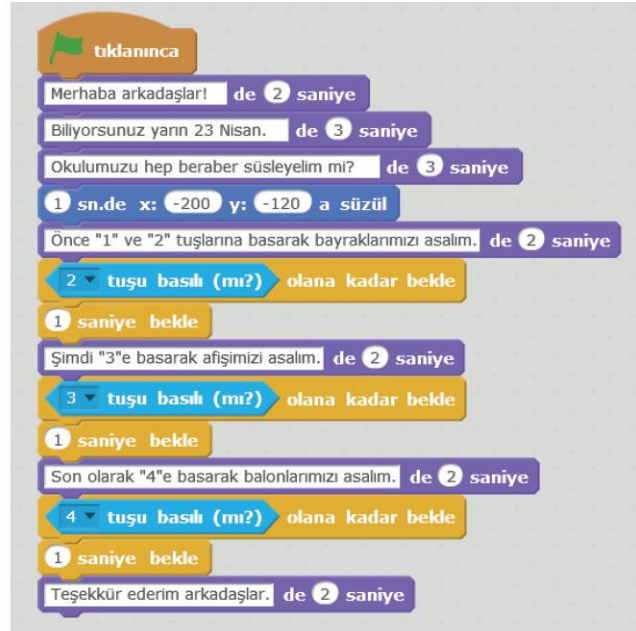 tıklanınca
Merhaba arkadaşlar! de 2 saniye
Biliyorsunuz yarın 23 Nisan. de 3 saniye
Okulumuzu hep beraber süsleyelim mi? de 3 saniye
1 sn.de x: -200 y: -120 a süzül
Önce "1" ve "2" tuşlarına basarak bayraklarımızı asalım. de 2 saniye
2 tuşu basılı (mı?) olana kadar bekle
1 saniye bekle
Şimdi "3"e basarak afişimizi asalım. de 2 saniye
3 tuşu basılı (mı?) olana kadar bekle
1 saniye bekle
Son olarak "4"e basarak balonlarımızı asalım. de 2 saniye
4 tuşu basılı (mı?) olana kadar bekle
1 saniye bekle
Teşekkür ederim arkadaşlar. de 2 saniye